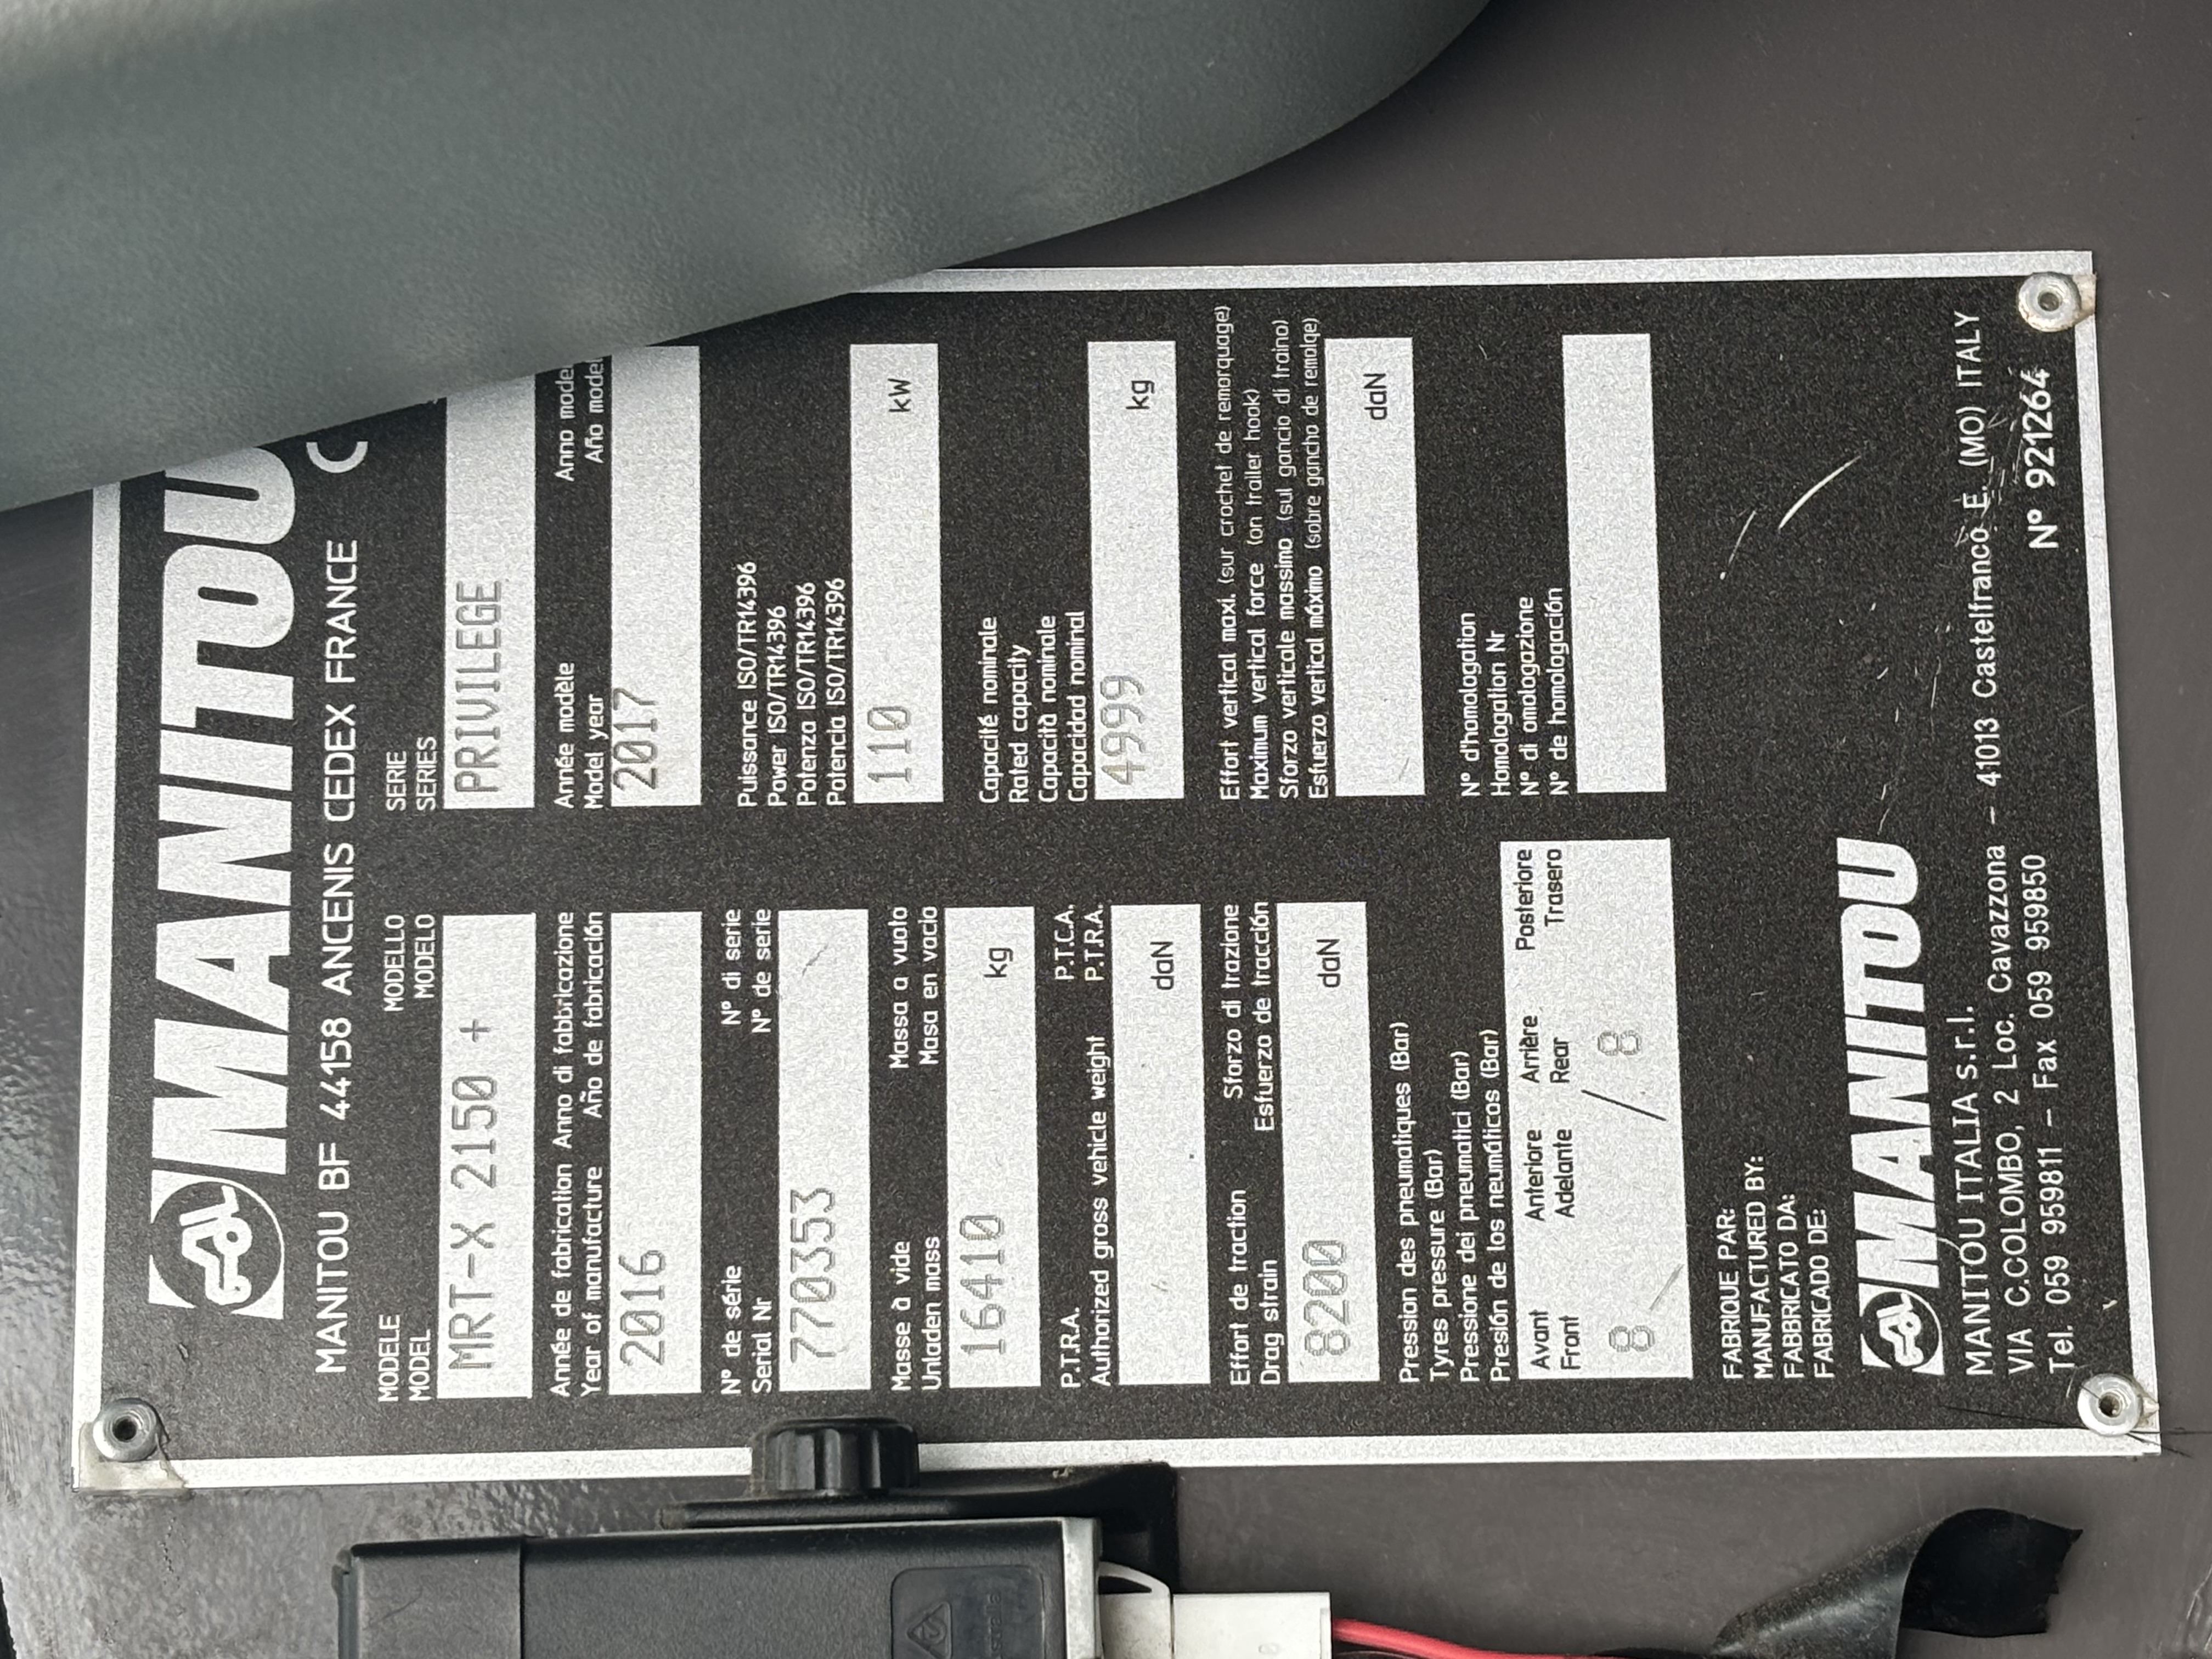 MANITOU
MANITOU BF 44158 ANCENIS CEDEX FRANCE
MODELE MODELLO
MODEL MODELO
MRT-X 2150 +
SERIE
SERIES
PRIVILEGE
Année de fabrication Anno di fabbricazione
Year of manufacture Año de fabricación
2016
Année modèle Anno model
Model year Año model
2017
N° de série N° di serie
Serial Nr N° de serie
770353
Puissance ISO/TR14396
Power ISO/TR14396
Potenza ISO/TR14396
Potencia ISO/TR14396
110 kW
Masse à vide Massa a vuoto
Unladen mass Masa en vacio
16410 kg
Capacité nominale
Rated capacity
Capacità nominale
Capacidad nominal
4999 kg
P.T.R.A. P.T.C.A.
Authorized gross vehicle weight P.T.R.A.
daN
Effort vertical maxi. (sur crochet de remorquage)
Maximum vertical force (on trailer hook)
Sforzo verticale massimo (sul gancio di traino)
Esfuerzo vertical máximo (sobre gancho de remolqe)
daN
Effort de traction Sforzo di trazione
Drag strain Esfuerzo de tracción
8200 daN
N° d'homologation
Homologation Nr
N° di omologazione
N° de homologación
Pression des pneumatiques (Bar)
Tyres pressure (Bar)
Pressione dei pneumatici (Bar)
Presión de los neumáticos (Bar)
Avant Anteriore Arrière Posteriore
Front Adelante Rear Trasero
8 / 8
FABRIQUE PAR:
MANUFACTURED BY:
FABBRICATO DA:
FABRICADO DE:
MANITOU
MANITOU ITALIA s.r.l.
VIA C.COLOMBO, 2 Loc. Cavazzona - 41013 Castelfranco E. (MO) ITALY
Tel. 059 959811 - Fax 059 959850
N° 921264